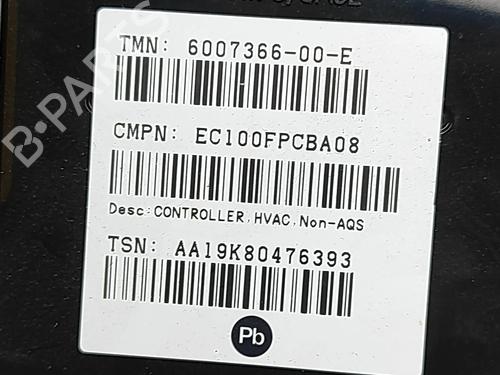 TMN: 6007366-00-E
CMPN: EC100FPCBA08
Desc:CONTROLLER,HVAC,Non-AQS
TSN: AA19K80476393
Pb
B-PARTS